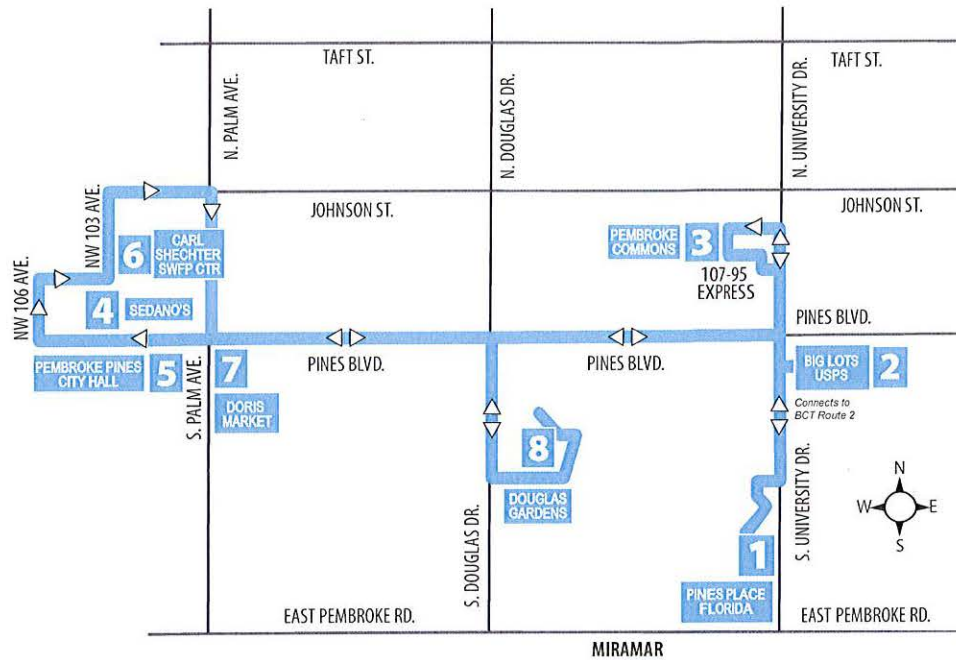 TAFT ST.
TAFT ST.
N. PALM AVE.
N. DOUGLAS DR.
N. UNIVERSITY DR.
JOHNSON ST.
JOHNSON ST.
NW 103 AVE.
6
CARL
SHECHTER
SWFP CTR
PEMBROKE
COMMONS
3
107-95
EXPRESS
NW 106 AVE.
4
SEDANO'S
PINES BLVD.
PINES BLVD.
PINES BLVD.
PEMBROKE PINES
CITY HALL
5
7
DORIS
MARKET
S. PALM AVE.
BIG LOTS
USPS
2
Connects to
BCT Route 2
8
DOUGLAS
GARDENS
S. DOUGLAS DR.
S. UNIVERSITY DR.
N
W
E
S
1
PINES PLACE
FLORIDA
EAST PEMBROKE RD.
EAST PEMBROKE RD.
MIRAMAR